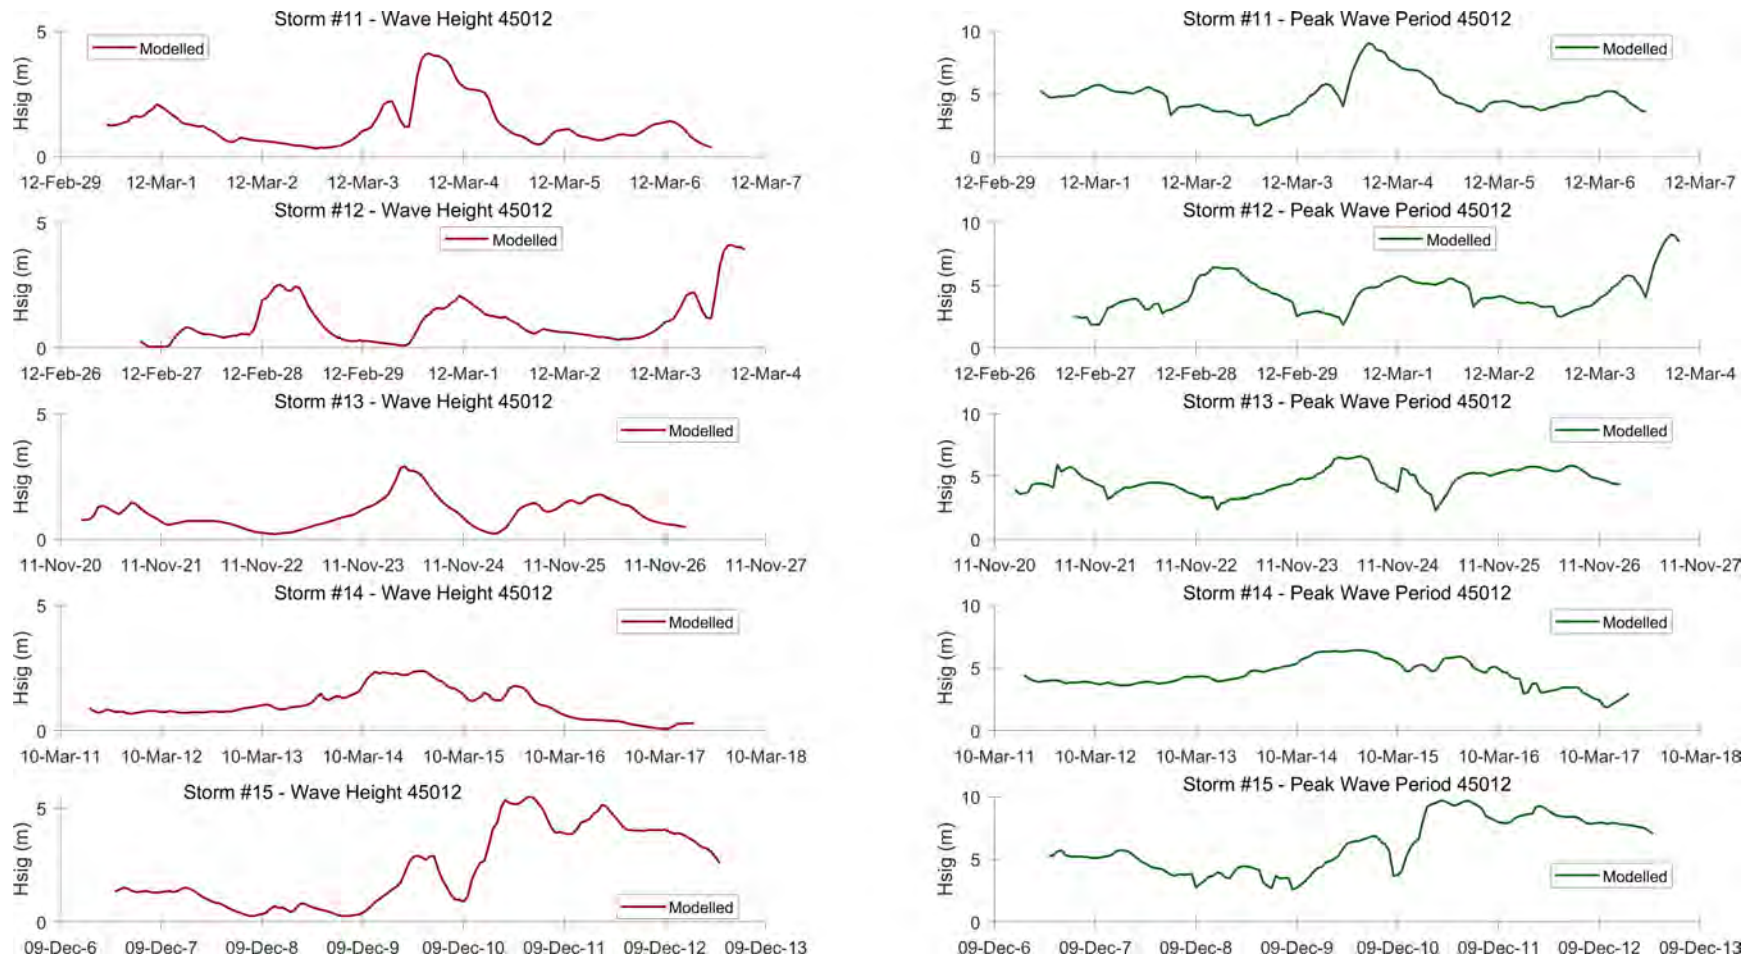 Storm #11 - Wave Height 45012
5
Modelled
Hsig (m)
0
12-Feb-29 12-Mar-1 12-Mar-2 12-Mar-3 12-Mar-4 12-Mar-5 12-Mar-6 12-Mar-7
Storm #11 - Peak Wave Period 45012
10
Modelled
Hsig (m)
5
0
12-Feb-29 12-Mar-1 12-Mar-2 12-Mar-3 12-Mar-4 12-Mar-5 12-Mar-6 12-Mar-7
Storm #12 - Wave Height 45012
5
Modelled
Hsig (m)
0
12-Feb-26 12-Feb-27 12-Feb-28 12-Feb-29 12-Mar-1 12-Mar-2 12-Mar-3 12-Mar-4
Storm #12 - Peak Wave Period 45012
10
Modelled
Hsig (m)
5
0
12-Feb-26 12-Feb-27 12-Feb-28 12-Feb-29 12-Mar-1 12-Mar-2 12-Mar-3 12-Mar-4
Storm #13 - Wave Height 45012
5
Modelled
Hsig (m)
0
11-Nov-20 11-Nov-21 11-Nov-22 11-Nov-23 11-Nov-24 11-Nov-25 11-Nov-26 11-Nov-27
Storm #13 - Peak Wave Period 45012
10
Modelled
Hsig (m)
5
0
11-Nov-20 11-Nov-21 11-Nov-22 11-Nov-23 11-Nov-24 11-Nov-25 11-Nov-26 11-Nov-27
Storm #14 - Wave Height 45012
5
Modelled
Hsig (m)
0
10-Mar-11 10-Mar-12 10-Mar-13 10-Mar-14 10-Mar-15 10-Mar-16 10-Mar-17 10-Mar-18
Storm #14 - Peak Wave Period 45012
10
Modelled
Hsig (m)
5
0
10-Mar-11 10-Mar-12 10-Mar-13 10-Mar-14 10-Mar-15 10-Mar-16 10-Mar-17 10-Mar-18
Storm #15 - Wave Height 45012
5
Hsig (m)
Modelled
0
09-Dec-6 09-Dec-7 09-Dec-8 09-Dec-9 09-Dec-10 09-Dec-11 09-Dec-12 09-Dec-13
Storm #15 - Peak Wave Period 45012
10
Hsig (m)
5
Modelled
0
09-Dec-6 09-Dec-7 09-Dec-8 09-Dec-9 09-Dec-10 09-Dec-11 09-Dec-12 09-Dec-13